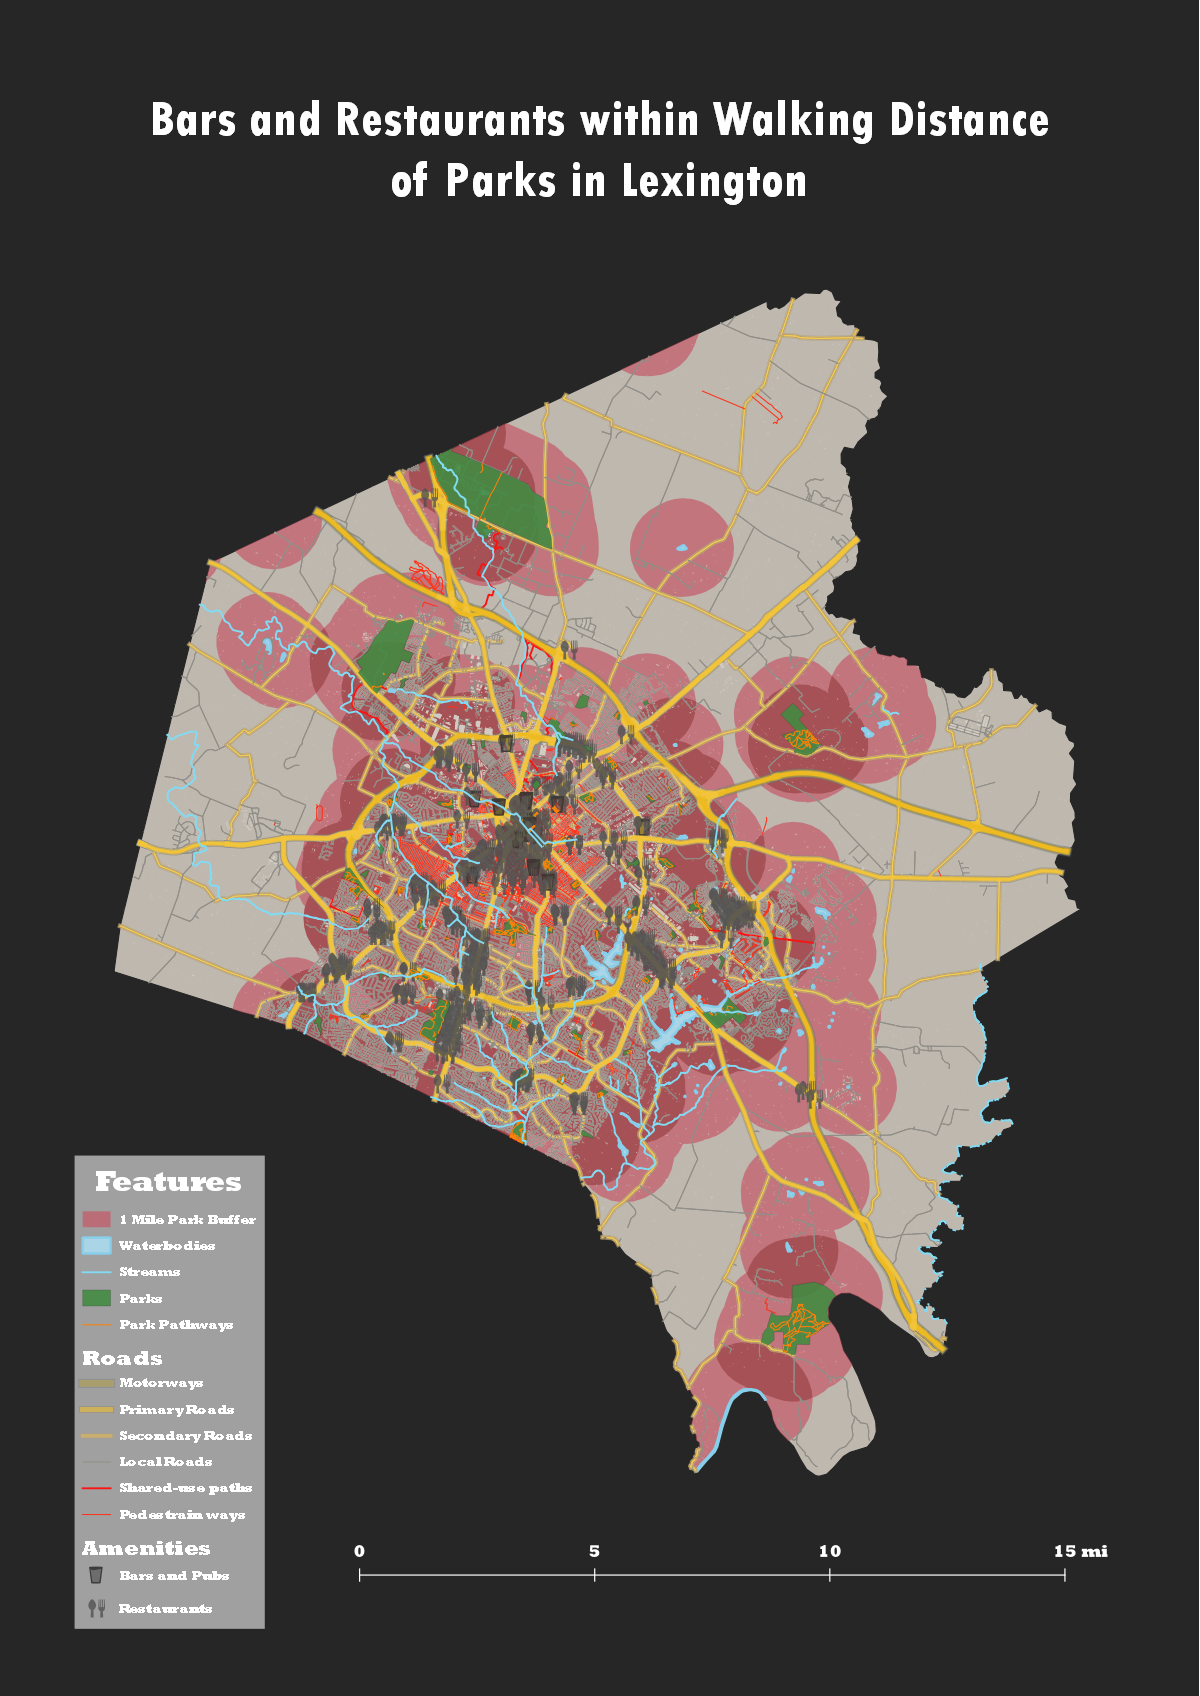 Bars and Restaurants within Walking Distance
of Parks in Lexington
Features
1 Mile Park Buffer
Waterbodies
Streams
Parks
Park Pathways
Roads
Motorways
Primary Roads
Secondary Roads
Local Roads
Shared-use paths
Pedestrain ways
Amenities
Bars and Pubs
Restaurants
0 5 10 15 mi